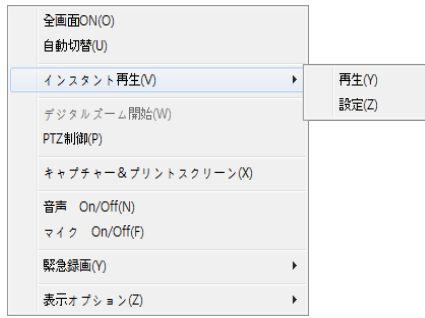 全画面ON(O)
自動切替(U)
インスタント再生(V)
再生(Y)
設定(Z)
デジタルズーム開始(W)
PTZ制御(P)
キャプチャー＆プリントスクリーン(X)
音声　On/Off(N)
マイク　On/Off(F)
緊急録画(Y)
表示オプション(Z)